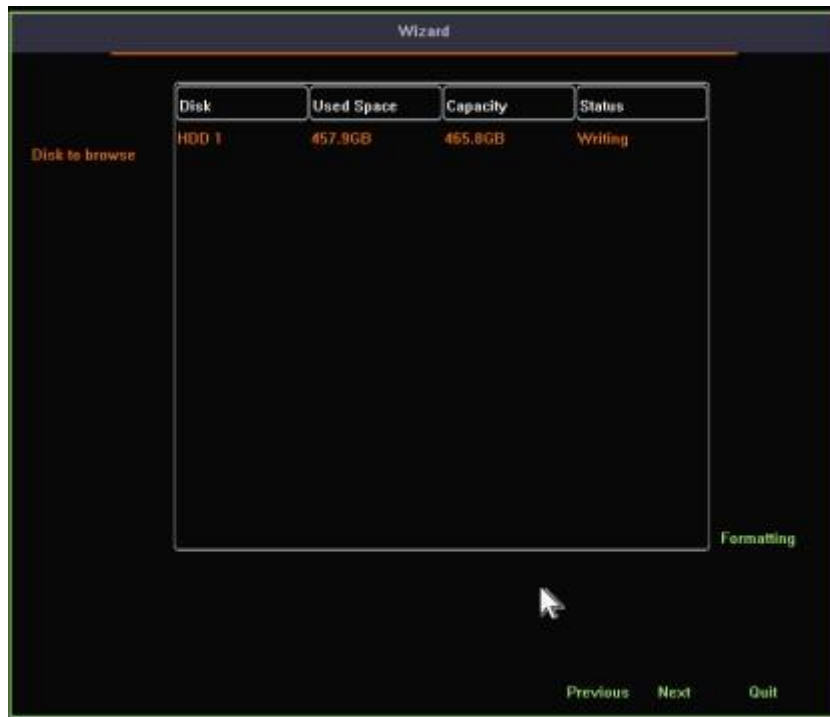 Wizard
Disk Used Space Capacity Status
Disk to browse
HDD 1 457.9GB 465.8GB Writing
Formatting
Previous Next Quit